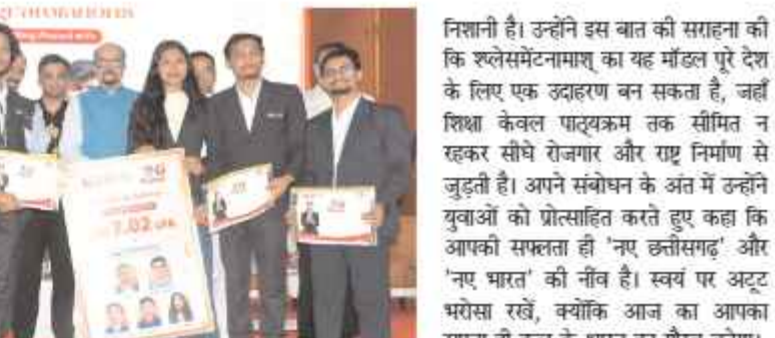 7.02 LPA
निशानी है। उन्होंने इस बात की सराहना की
कि श्प्लेसमेंटनामाश् का यह मॉडल पूरे देश
के लिए एक उदाहरण बन सकता है, जहाँ
शिक्षा केवल पाठ्यक्रम तक सीमित न
रहकर सीधे रोजगार और राष्ट्र निर्माण से
जुड़ती है। अपने संबोधन के अंत में उन्होंने
युवाओं को प्रोत्साहित करते हुए कहा कि
आपकी सफलता ही 'नए छत्तीसगढ़' और
'नए भारत' की नींव है। स्वयं पर अटूट
भरोसा रखें, क्योंकि आज का आपका